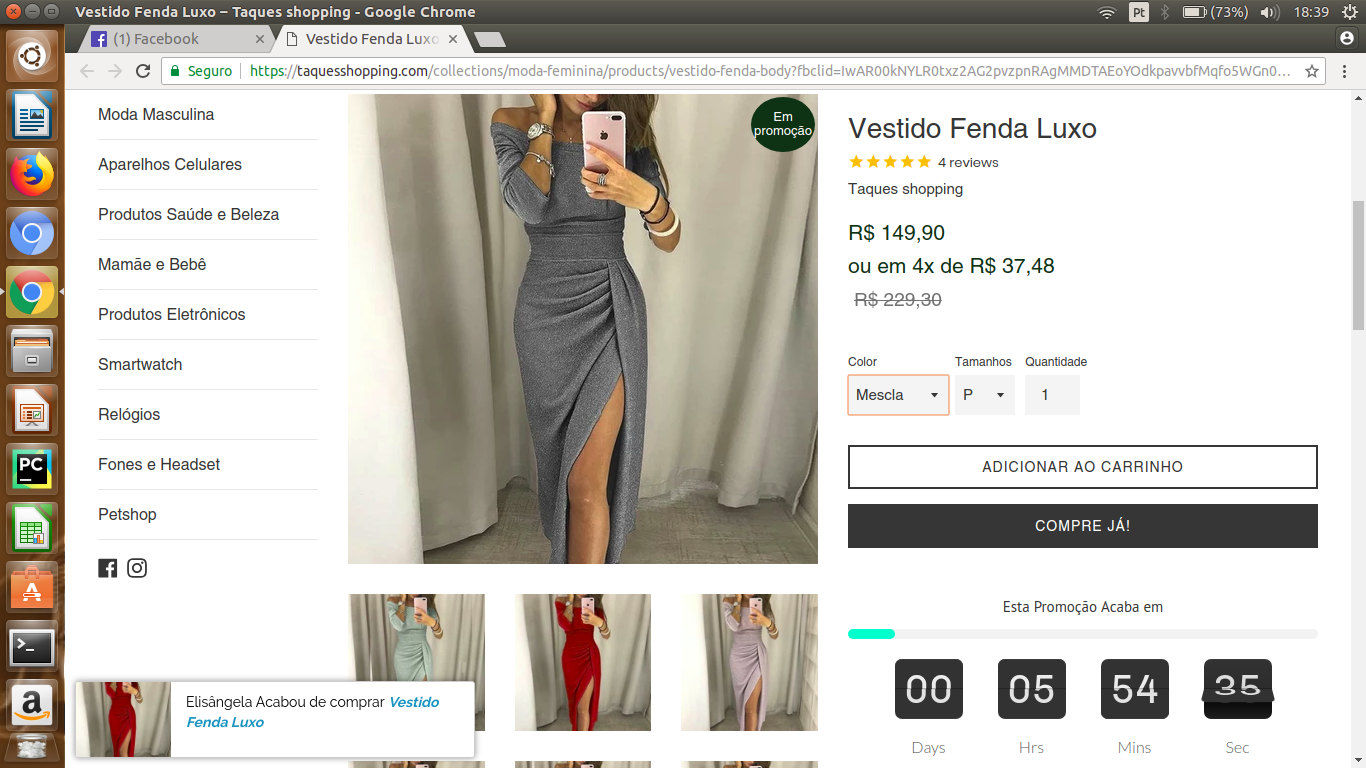 Vestido Fenda Luxo – Taques shopping - Google Chrome
Pt
(73%)
18:39
(1) Facebook
Vestido Fenda Luxo
Seguro
https://taquesshopping.com/collections/moda-feminina/products/vestido-fenda-body?fbclid=IwAR00kNYLR0txz2AG2pvzpnRAgMMDTAEoYOdkpavvbfMqfo5WGn0...
Moda Masculina
Aparelhos Celulares
Produtos Saúde e Beleza
Mamãe e Bebê
Produtos Eletrônicos
Smartwatch
Relógios
Fones e Headset
Petshop
Em
promoção
Vestido Fenda Luxo
4 reviews
Taques shopping
R$ 149,90
ou em 4x de R$ 37,48
R$ 229,30
Color Tamanhos Quantidade
Mescla P 1
ADICIONAR AO CARRINHO
COMPRE JÁ!
Esta Promoção Acaba em
00 05 54 35
Days Hrs Mins Sec
Elisângela Acabou de comprar Vestido
Fenda Luxo
PC